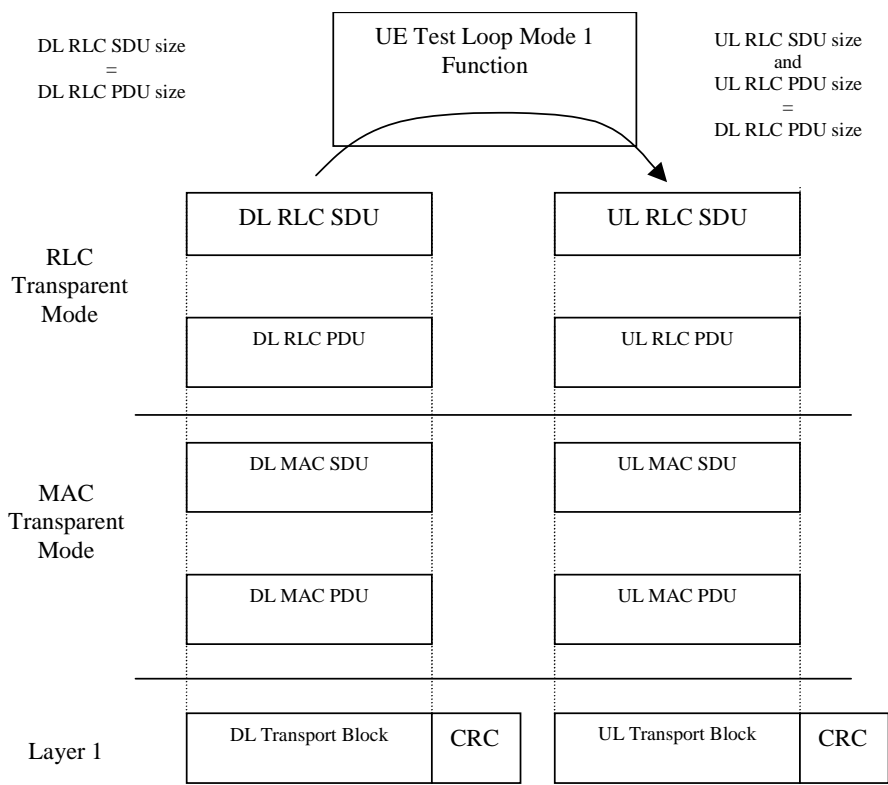 DL RLC SDU size
=
DL RLC PDU size
UE Test Loop Mode 1
Function
UL RLC SDU size
and
UL RLC PDU size
=
DL RLC PDU size
RLC
Transparent
Mode
DL RLC SDU
UL RLC SDU
DL RLC PDU
UL RLC PDU
MAC
Transparent
Mode
DL MAC SDU
UL MAC SDU
DL MAC PDU
UL MAC PDU
Layer 1
DL Transport Block
CRC
UL Transport Block
CRC